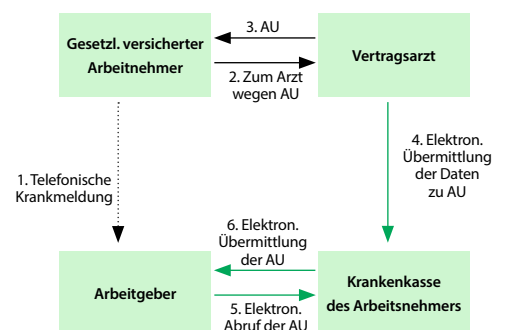 Gesetzl. versicherter
Arbeitnehmer
3. AU
2. Zum Arzt
wegen AU
Vertragsarzt
1. Telefonische
Krankmeldung
4. Elektron.
Übermittlung
der Daten
zu AU
Arbeitgeber
6. Elektron.
Übermittlung
der AU
5. Elektron.
Abruf der AU
Krankenkasse
des Arbeitsnehmers